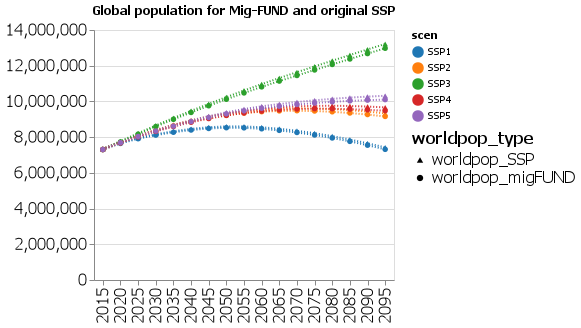 Global population for Mig-FUND and original SSP
14,000,000
12,000,000
10,000,000
8,000,000
6,000,000
4,000,000
2,000,000
0
2015
2020
2025
2030
2035
2040
2045
2050
2055
2060
2065
2070
2075
2080
2085
2090
2095
scen
SSP1
SSP2
SSP3
SSP4
SSP5
worldpop_type
worldpop_SSP
worldpop_migFUND